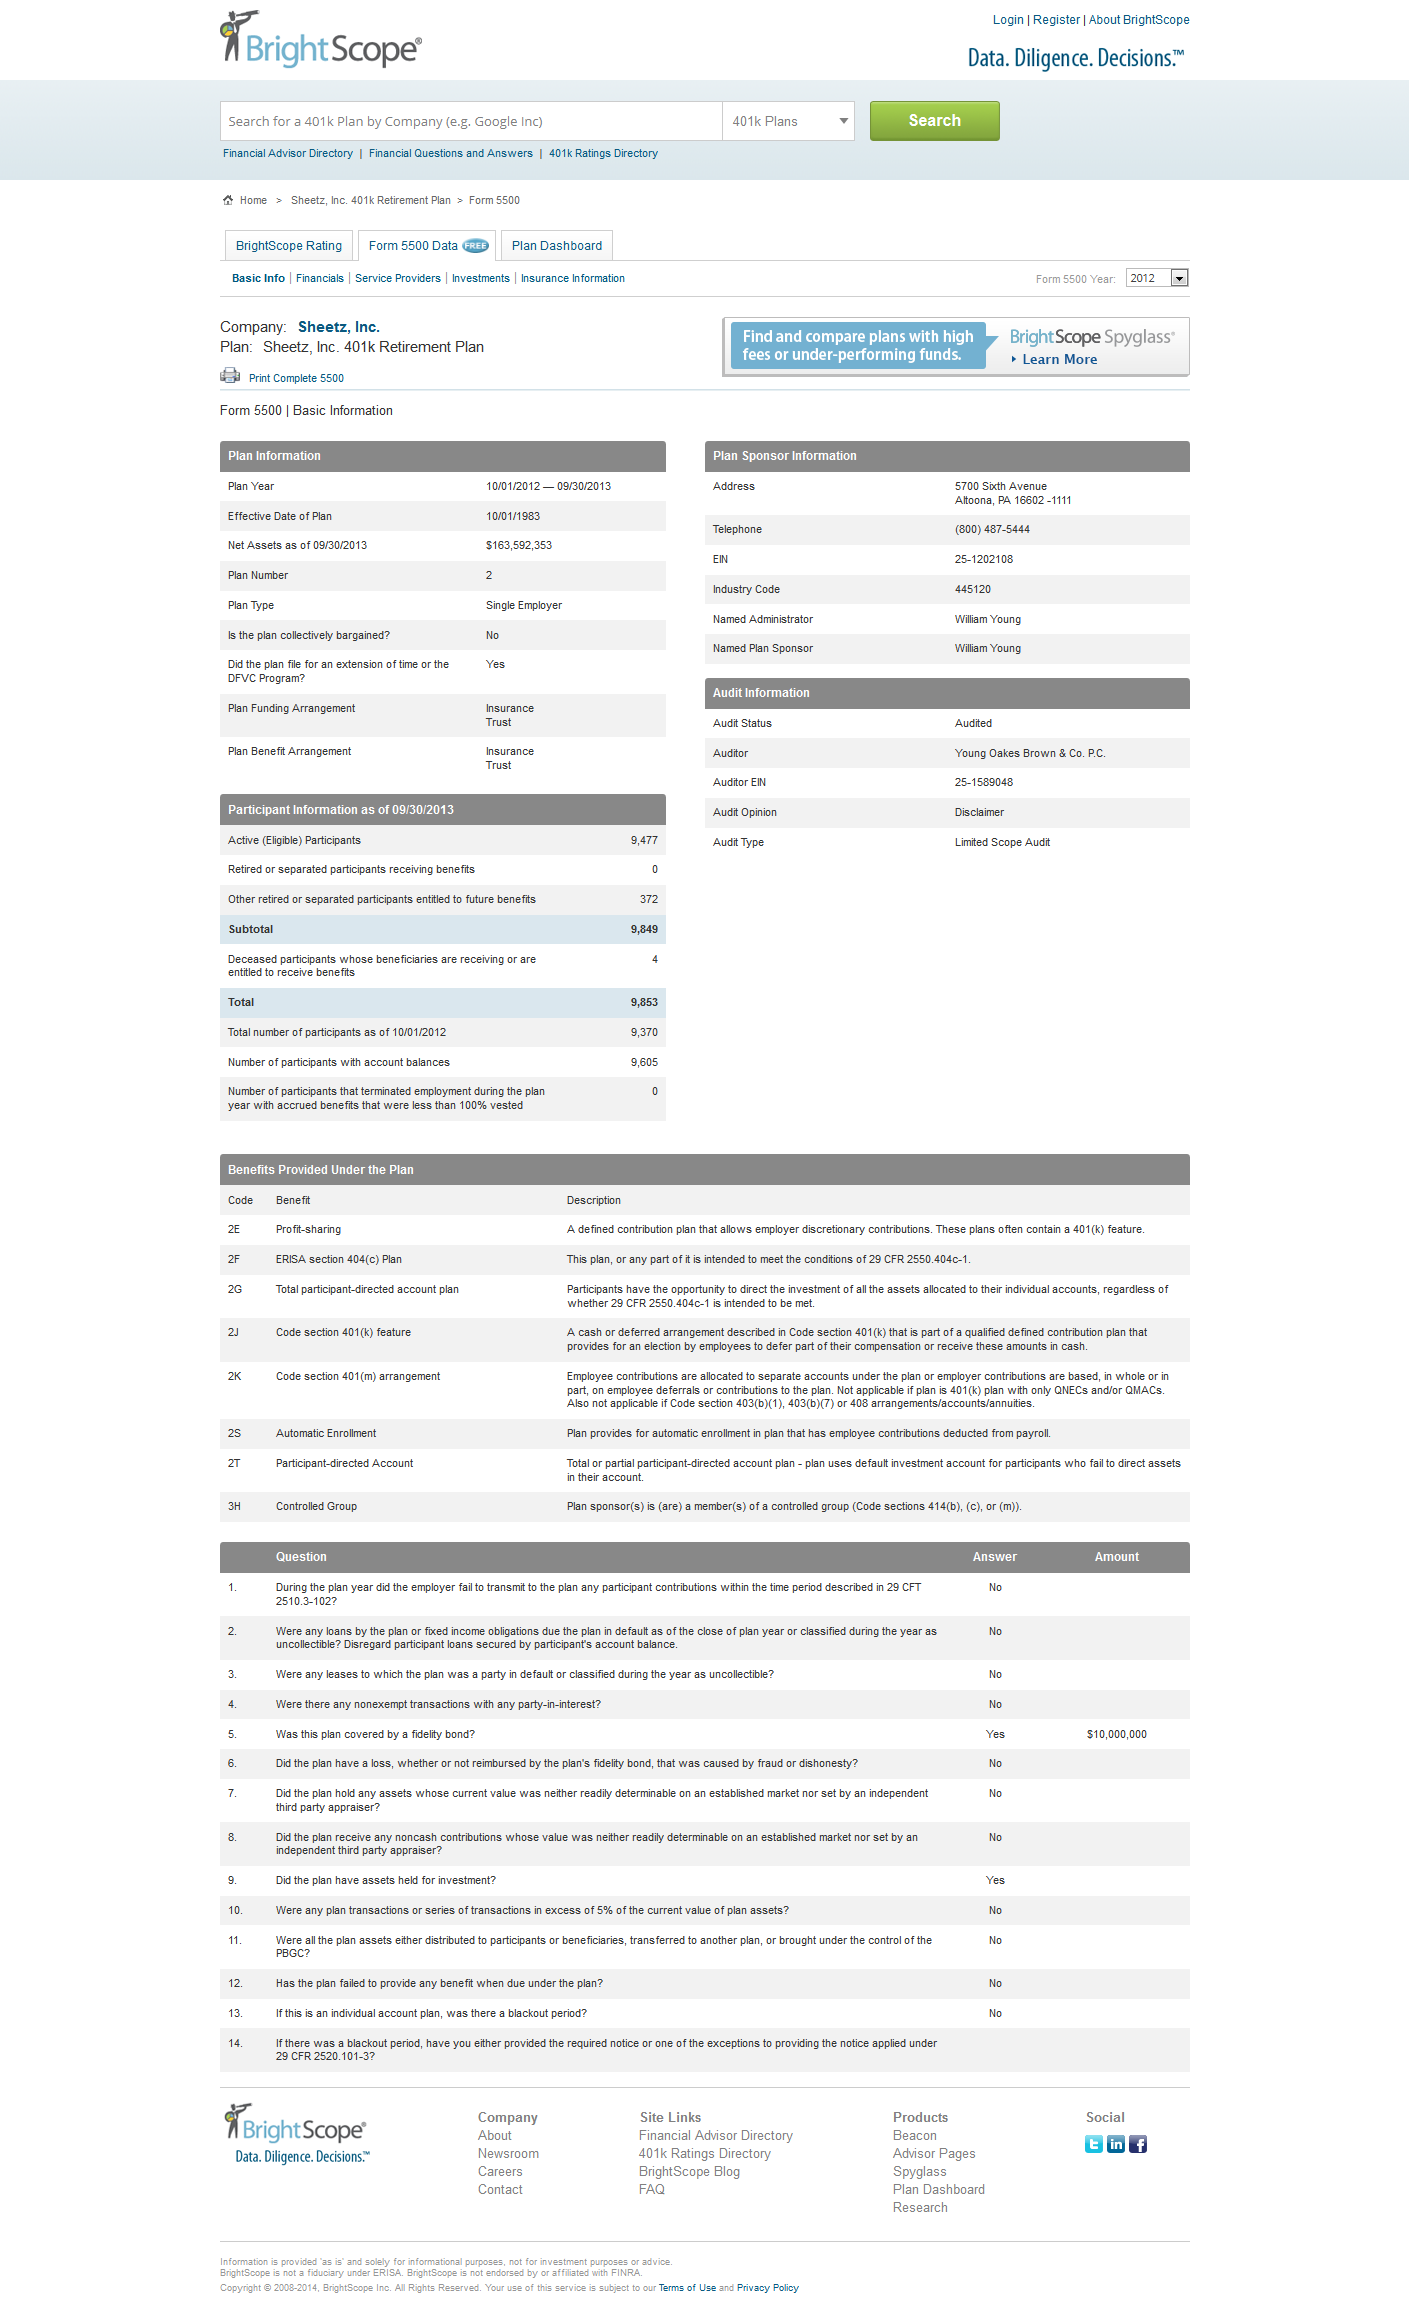 BrightScope®
Login | Register | About BrightScope
Data. Diligence. Decisions.™
Search for a 401k Plan by Company (e.g. Google Inc)
401k Plans
Search
Financial Advisor Directory | Financial Questions and Answers | 401k Ratings Directory
Home > Sheetz, Inc. 401k Retirement Plan > Form 5500
BrightScope Rating
Form 5500 Data FREE
Plan Dashboard
Basic Info | Financials | Service Providers | Investments | Insurance Information
Form 5500 Year: 2012
Company: Sheetz, Inc.
Plan: Sheetz, Inc. 401k Retirement Plan
Print Complete 5500
Find and compare plans with high
fees or under-performing funds.
BrightScope Spyglass®
Learn More
Form 5500 | Basic Information
Plan Information
Plan Year 10/01/2012 — 09/30/2013
Effective Date of Plan 10/01/1983
Net Assets as of 09/30/2013 $163,592,353
Plan Number 2
Plan Type Single Employer
Is the plan collectively bargained? No
Did the plan file for an extension of time or the Yes
DFVC Program?
Plan Funding Arrangement Insurance
Trust
Plan Benefit Arrangement Insurance
Trust
Participant Information as of 09/30/2013
Active (Eligible) Participants 9,477
Retired or separated participants receiving benefits 0
Other retired or separated participants entitled to future benefits 372
Subtotal 9,849
Deceased participants whose beneficiaries are receiving or are 4
entitled to receive benefits
Total 9,853
Total number of participants as of 10/01/2012 9,370
Number of participants with account balances 9,605
Number of participants that terminated employment during the plan 0
year with accrued benefits that were less than 100% vested
Plan Sponsor Information
Address 5700 Sixth Avenue
Altoona, PA 16602 -1111
Telephone (800) 487-5444
EIN 25-1202108
Industry Code 445120
Named Administrator William Young
Named Plan Sponsor William Young
Audit Information
Audit Status Audited
Auditor Young Oakes Brown & Co. P.C.
Auditor EIN 25-1589048
Audit Opinion Disclaimer
Audit Type Limited Scope Audit
Benefits Provided Under the Plan
Code Benefit Description
2E Profit-sharing A defined contribution plan that allows employer discretionary contributions. These plans often contain a 401(k) feature.
2F ERISA section 404(c) Plan This plan, or any part of it is intended to meet the conditions of 29 CFR 2550.404c-1.
2G Total participant-directed account plan Participants have the opportunity to direct the investment of all the assets allocated to their individual accounts, regardless of
whether 29 CFR 2550.404c-1 is intended to be met.
2J Code section 401(k) feature A cash or deferred arrangement described in Code section 401(k) that is part of a qualified defined contribution plan that
provides for an election by employees to defer part of their compensation or receive these amounts in cash.
2K Code section 401(m) arrangement Employee contributions are allocated to separate accounts under the plan or employer contributions are based, in whole or in
part, on employee deferrals or contributions to the plan. Not applicable if plan is 401(k) plan with only QNECs and/or QMACs.
Also not applicable if Code section 403(b)(1), 403(b)(7) or 408 arrangements/accounts/annuities.
2S Automatic Enrollment Plan provides for automatic enrollment in plan that has employee contributions deducted from payroll.
2T Participant-directed Account Total or partial participant-directed account plan - plan uses default investment account for participants who fail to direct assets
in their account.
3H Controlled Group Plan sponsor(s) is (are) a member(s) of a controlled group (Code sections 414(b), (c), or (m)).
Question Answer Amount
1. During the plan year did the employer fail to transmit to the plan any participant contributions within the time period described in 29 CFT No
2510.3-102?
2. Were any loans by the plan or fixed income obligations due the plan in default as of the close of plan year or classified during the year as No
uncollectible? Disregard participant loans secured by participant's account balance.
3. Were any leases to which the plan was a party in default or classified during the year as uncollectible? No
4. Were there any nonexempt transactions with any party-in-interest? No
5. Was this plan covered by a fidelity bond? Yes $10,000,000
6. Did the plan have a loss, whether or not reimbursed by the plan's fidelity bond, that was caused by fraud or dishonesty? No
7. Did the plan hold any assets whose current value was neither readily determinable on an established market nor set by an independent No
third party appraiser?
8. Did the plan receive any noncash contributions whose value was neither readily determinable on an established market nor set by an No
independent third party appraiser?
9. Did the plan have assets held for investment? Yes
10. Were any plan transactions or series of transactions in excess of 5% of the current value of plan assets? No
11. Were all the plan assets either distributed to participants or beneficiaries, transferred to another plan, or brought under the control of the No
PBGC?
12. Has the plan failed to provide any benefit when due under the plan? No
13. If this is an individual account plan, was there a blackout period? No
14. If there was a blackout period, have you either provided the required notice or one of the exceptions to providing the notice applied under
29 CFR 2520.101-3?
BrightScope®
Data. Diligence. Decisions.™
Company
About
Newsroom
Careers
Contact
Site Links
Financial Advisor Directory
401k Ratings Directory
BrightScope Blog
FAQ
Products
Beacon
Advisor Pages
Spyglass
Plan Dashboard
Research
Social
t in f
Information is provided 'as is' and solely for informational purposes, not for investment purposes or advice.
BrightScope is not a fiduciary under ERISA. BrightScope is not endorsed by or affiliated with FINRA.
Copyright © 2008-2014, BrightScope Inc. All Rights Reserved. Your use of this service is subject to our Terms of Use and Privacy Policy